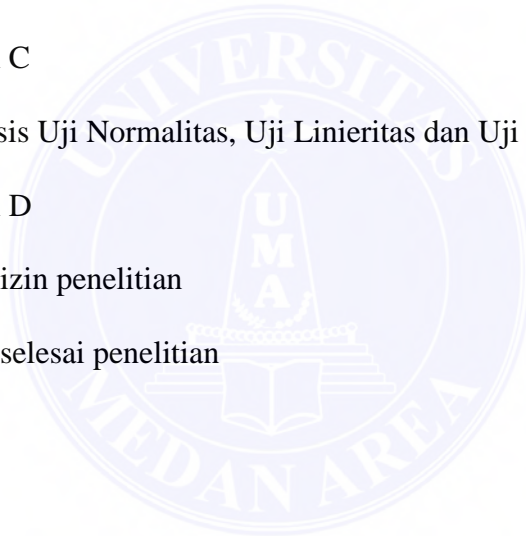 C
sis Uji Normalitas, Uji Linieritas dan Uji
D
izin penelitian
selesai penelitian
UNIVERSITAS
UMA
MEDAN AREA